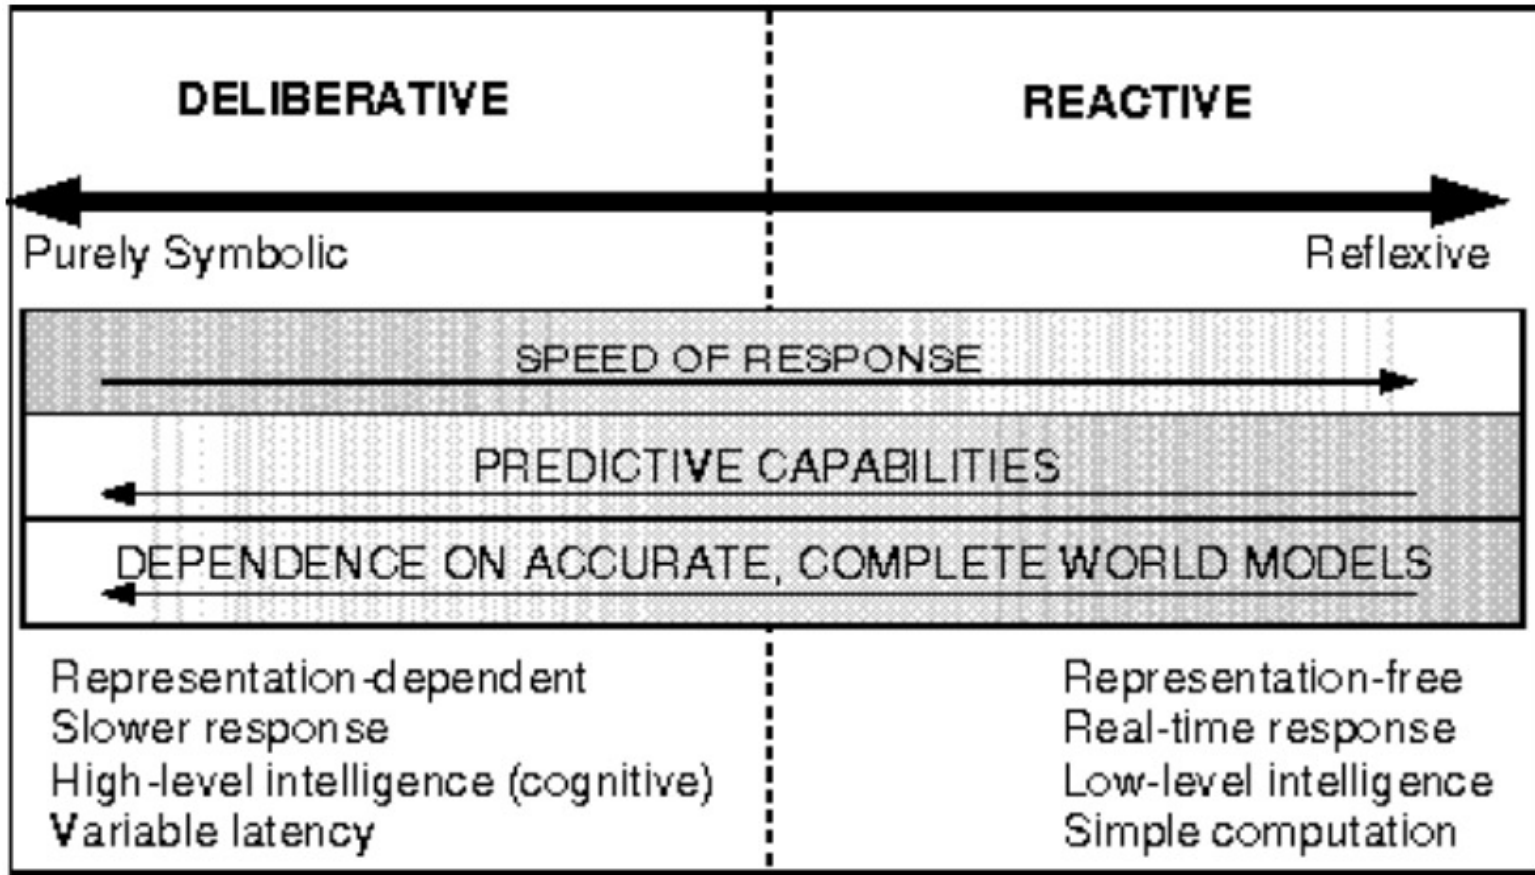 DELIBERATIVE
REACTIVE
Purely Symbolic
Reflexive
SPEED OF RESPONSE
PREDICTIVE CAPABILITIES
DEPENDENCE ON ACCURATE, COMPLETE WORLD MODELS
Representation-dependent
Slower response
High-level intelligence (cognitive)
Variable latency
Representation-free
Real-time response
Low-level intelligence
Simple computation